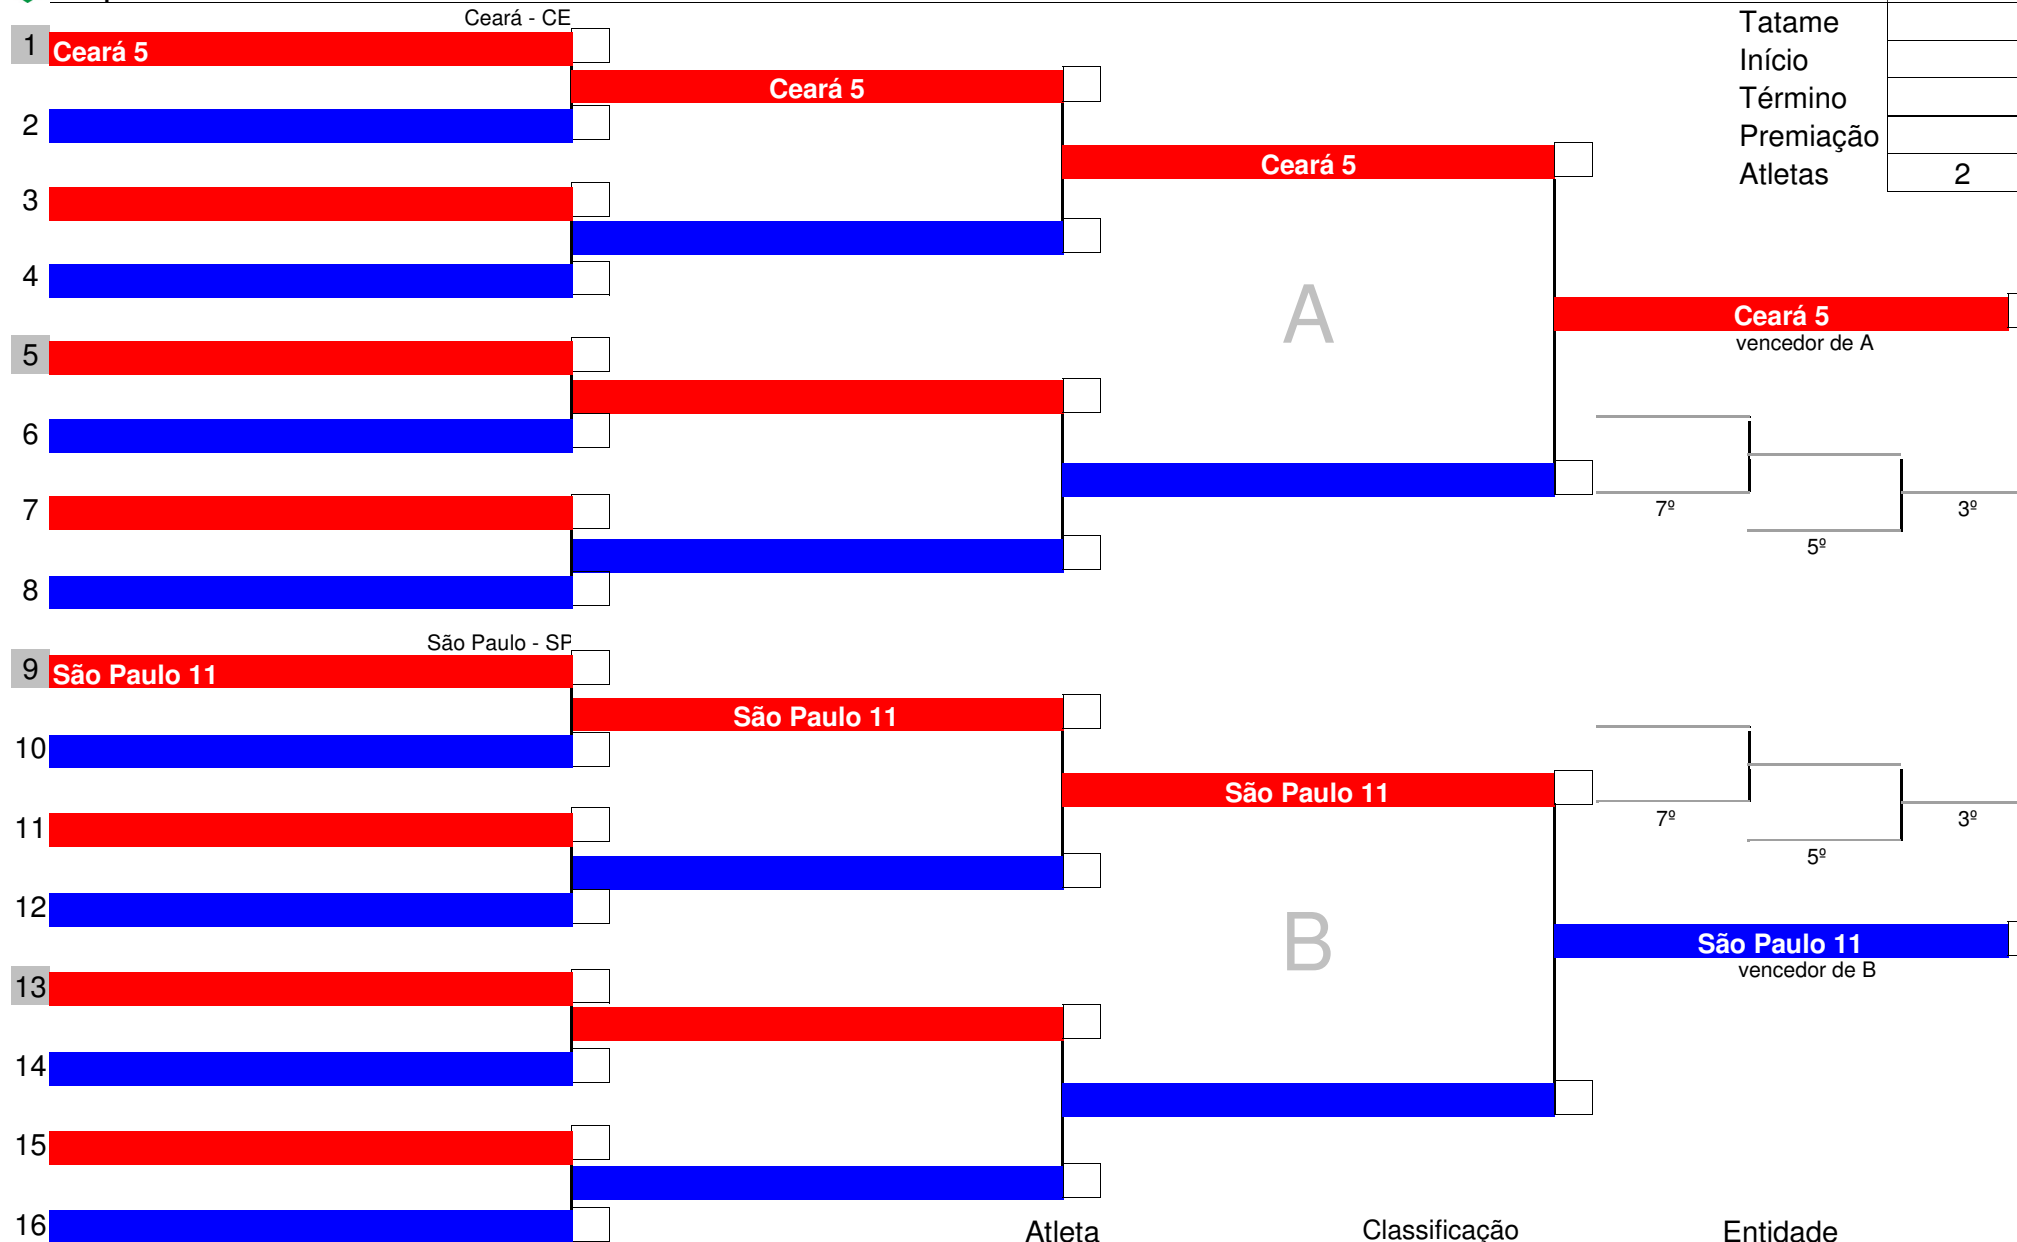 Ceará - CE
Tatame
Início
Término
Premiação
Atletas 2
1 Ceará 5
Ceará 5
2
Ceará 5
3
4
A
Ceará 5
vencedor de A
5
6
7
7º
3º
5º
8
São Paulo - SP
9 São Paulo 11
São Paulo 11
10
São Paulo 11
11
7º
3º
5º
12
B
São Paulo 11
vencedor de B
13
14
15
16
Atleta Classificação Entidade